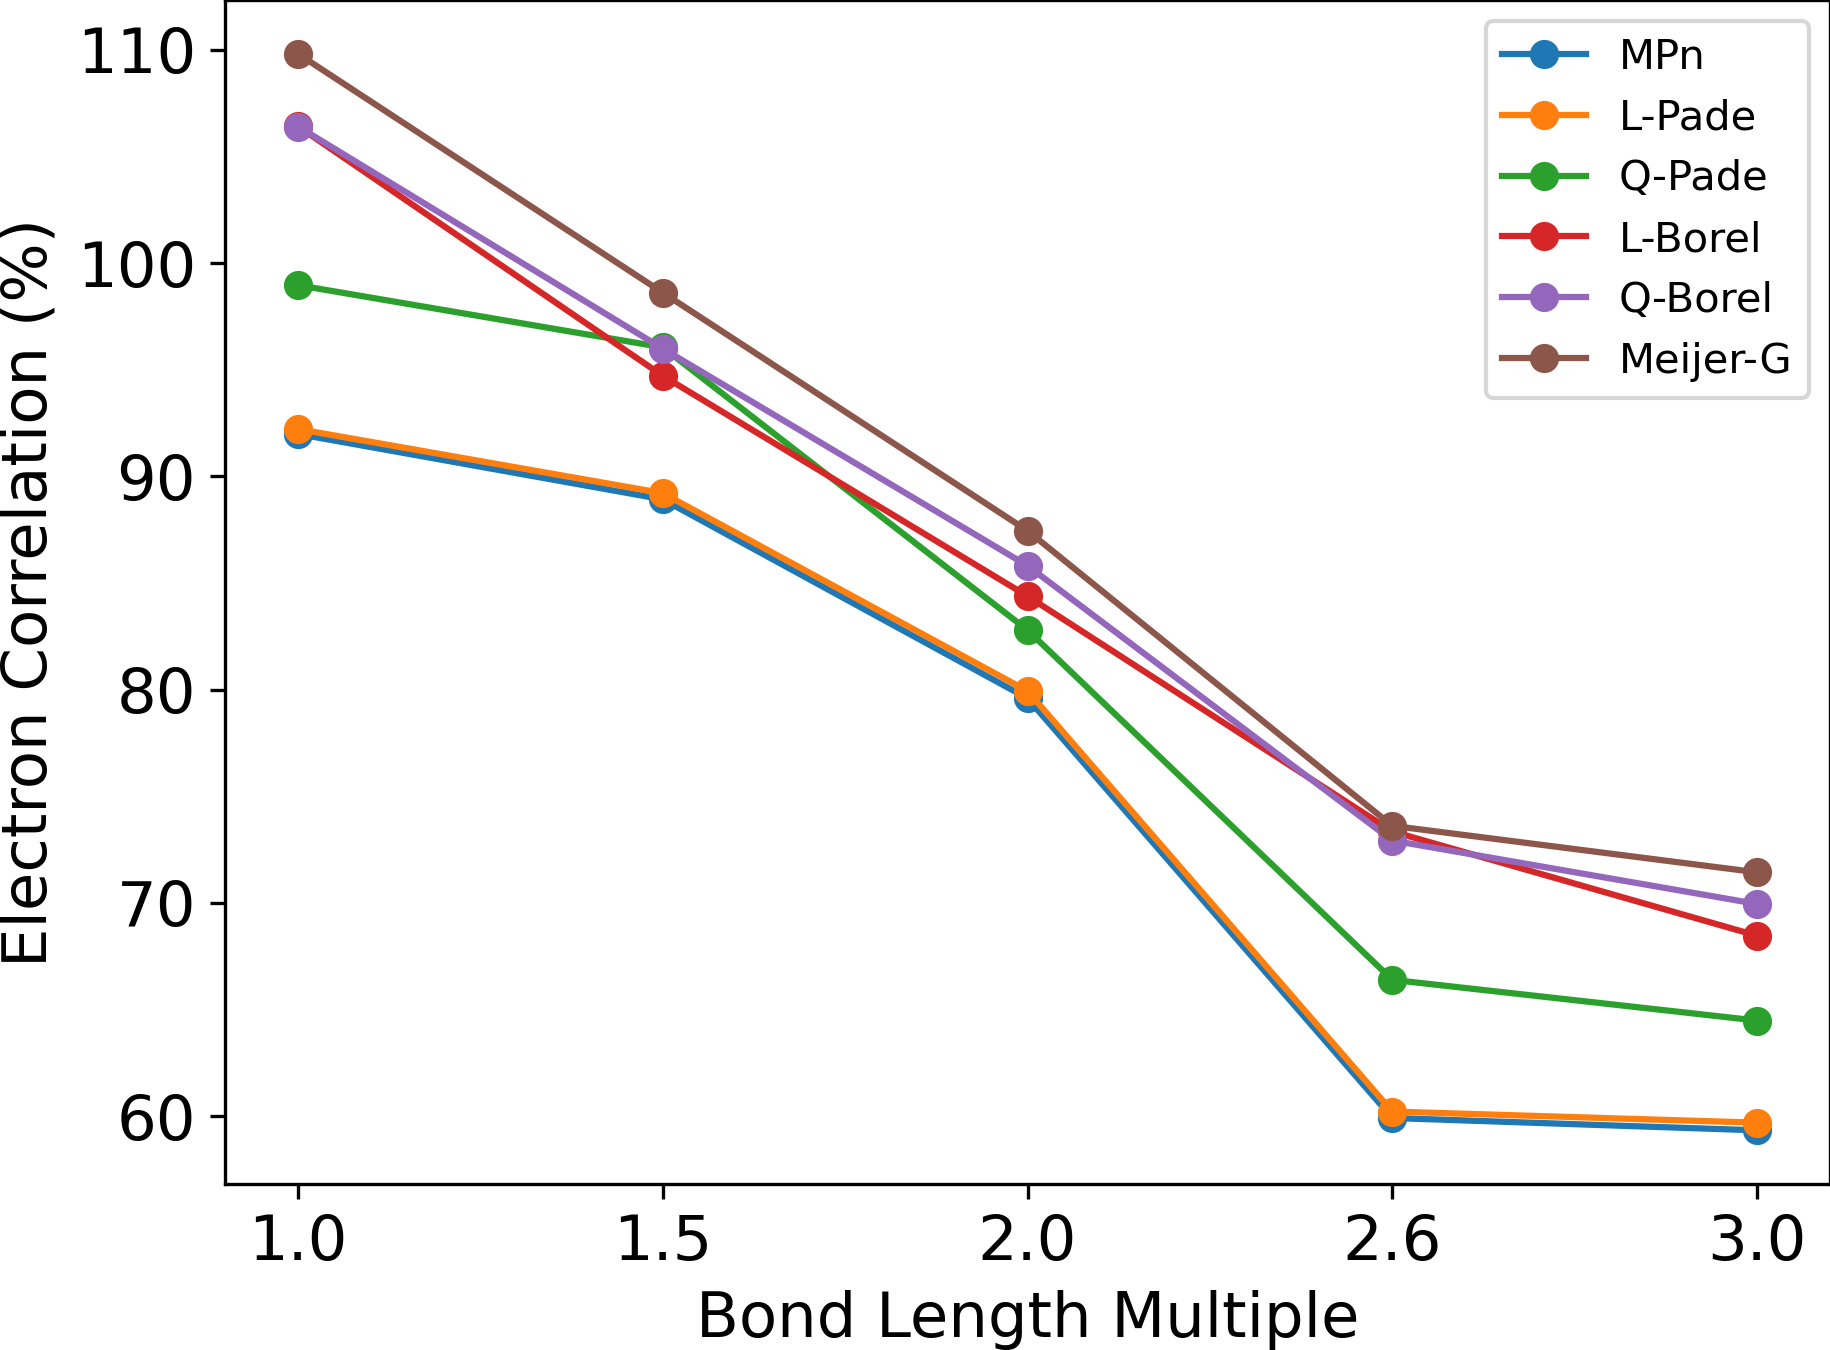 Electron Correlation (%)
110
100
90
80
70
60
1.0 1.5 2.0 2.6 3.0
Bond Length Multiple
MPn
L-Pade
Q-Pade
L-Borel
Q-Borel
Meijer-G